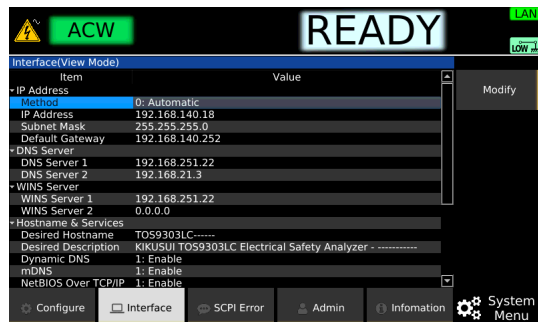 ACW
READY
LAN
LOW
Interface(View Mode)
Item Value
IP Address
Method 0: Automatic
IP Address 192.168.140.18
Subnet Mask 255.255.255.0
Default Gateway 192.168.140.252
DNS Server
DNS Server 1 192.168.251.22
DNS Server 2 192.168.21.3
WINS Server
WINS Server 1 192.168.251.22
WINS Server 2 0.0.0.0
Hostname & Services
Desired Hostname TOS9303LC------
Desired Description KIKUSUI TOS9303LC Electrical Safety Analyzer - -----------
Dynamic DNS 1: Enable
mDNS 1: Enable
NetBIOS Over TCP/IP 1: Enable
Modify
Configure
Interface
SCPI Error
Admin
Infomation
System
Menu